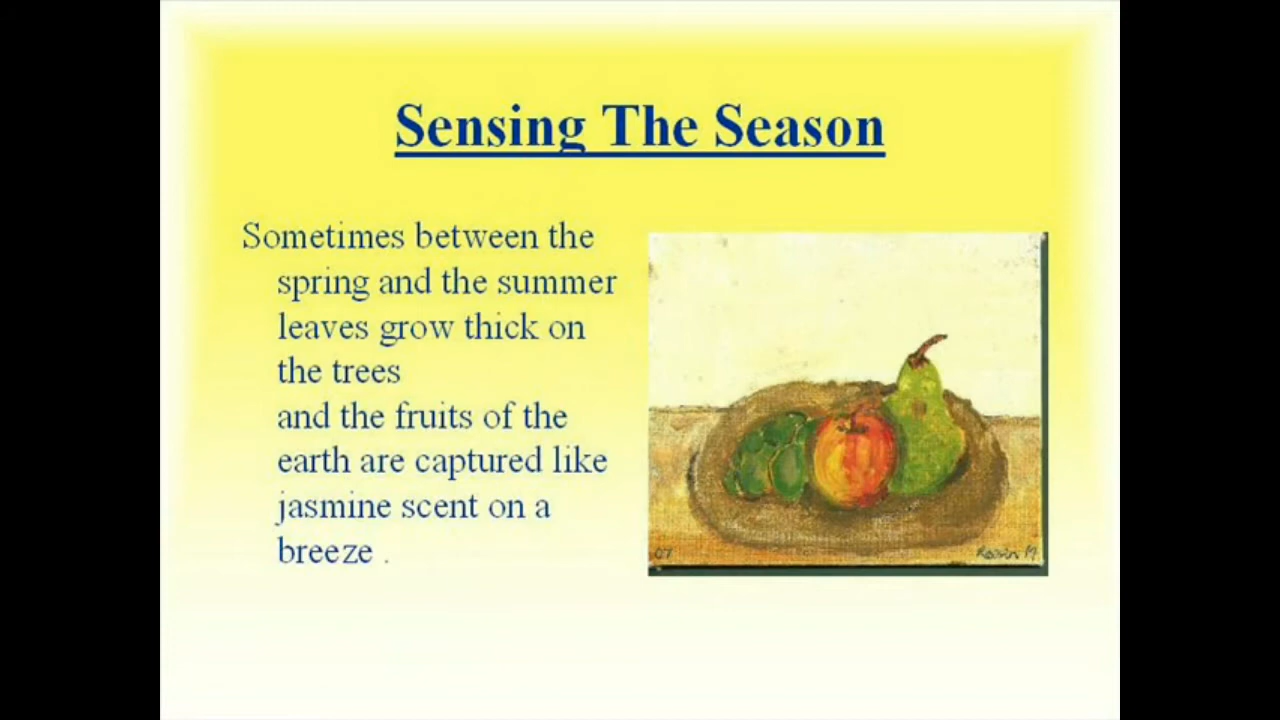 Sensing The Season
Sometimes between the
spring and the summer
leaves grow thick on
the trees
and the fruits of the
earth are captured like
jasmine scent on a
breeze .
07